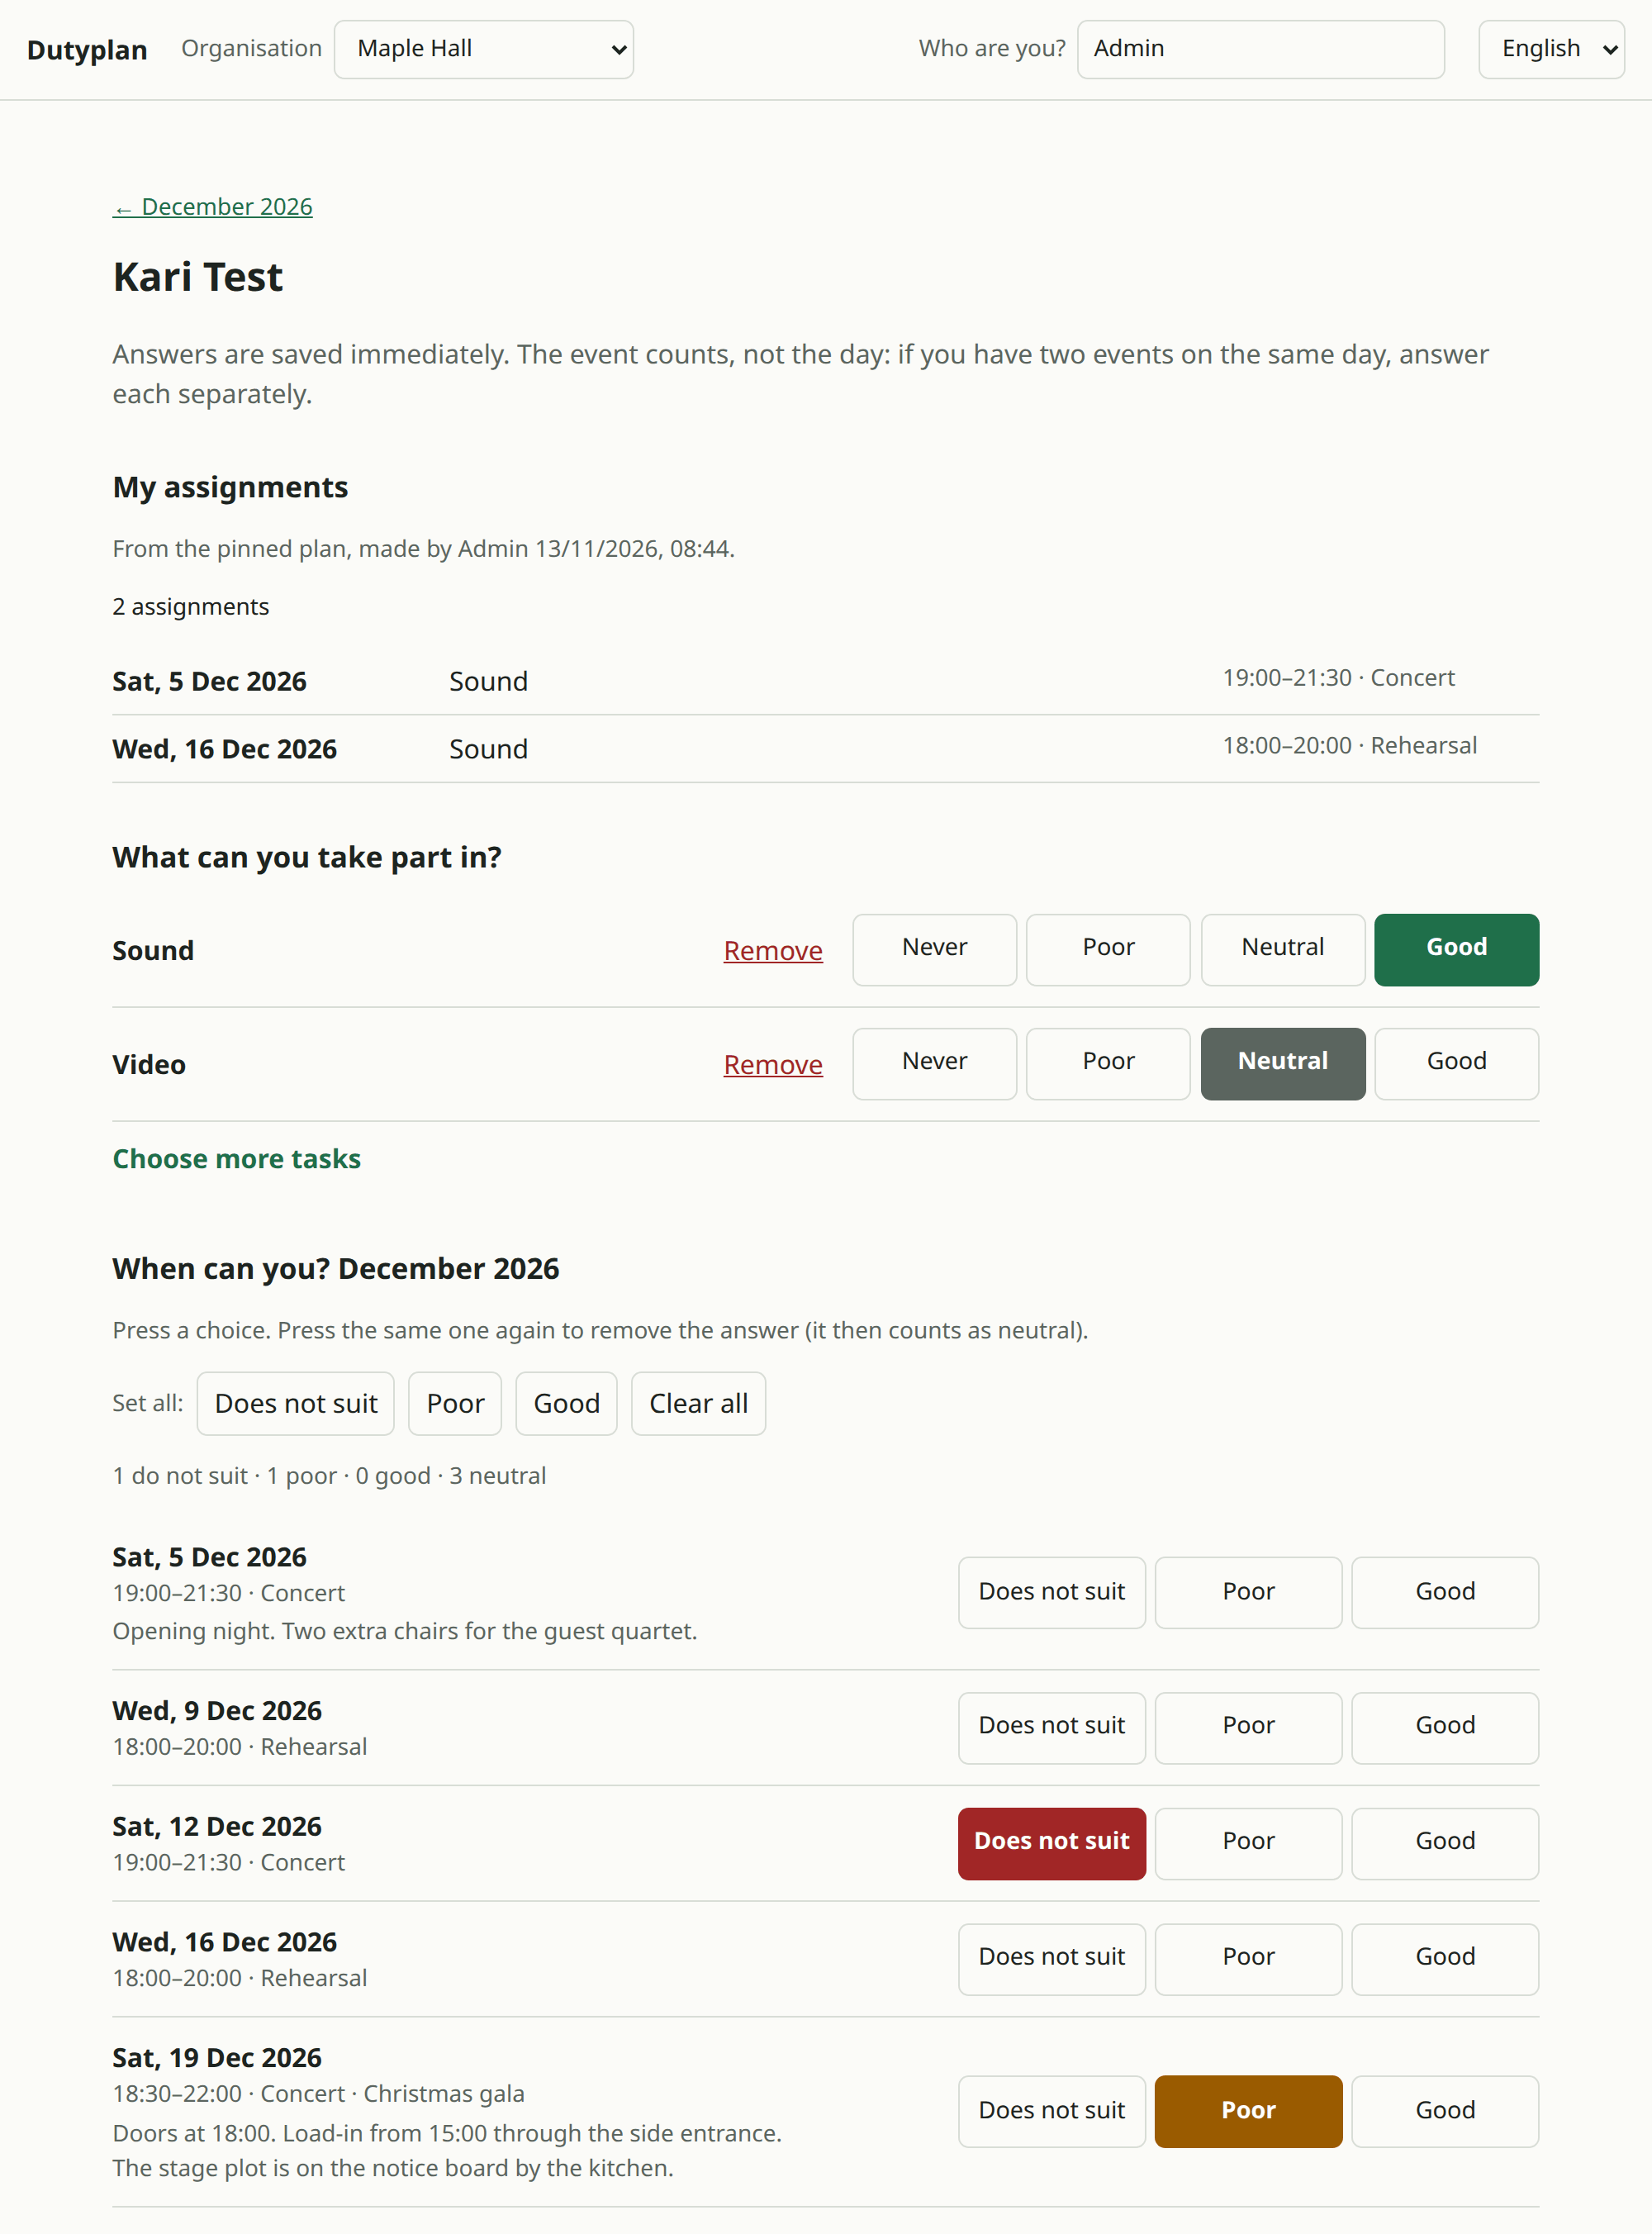 Dutyplan Organisation Maple Hall Who are you? Admin English
← December 2026
Kari Test
Answers are saved immediately. The event counts, not the day: if you have two events on the same day, answer
each separately.
My assignments
From the pinned plan, made by Admin 13/11/2026, 08:44.
2 assignments
Sat, 5 Dec 2026 Sound 19:00–21:30 · Concert
Wed, 16 Dec 2026 Sound 18:00–20:00 · Rehearsal
What can you take part in?
Sound Remove Never Poor Neutral Good
Video Remove Never Poor Neutral Good
Choose more tasks
When can you? December 2026
Press a choice. Press the same one again to remove the answer (it then counts as neutral).
Set all: Does not suit Poor Good Clear all
1 do not suit · 1 poor · 0 good · 3 neutral
Sat, 5 Dec 2026
19:00–21:30 · Concert
Opening night. Two extra chairs for the guest quartet.
Does not suit Poor Good
Wed, 9 Dec 2026
18:00–20:00 · Rehearsal
Does not suit Poor Good
Sat, 12 Dec 2026
19:00–21:30 · Concert
Does not suit Poor Good
Wed, 16 Dec 2026
18:00–20:00 · Rehearsal
Does not suit Poor Good
Sat, 19 Dec 2026
18:30–22:00 · Concert · Christmas gala
Doors at 18:00. Load-in from 15:00 through the side entrance.
The stage plot is on the notice board by the kitchen.
Does not suit Poor Good